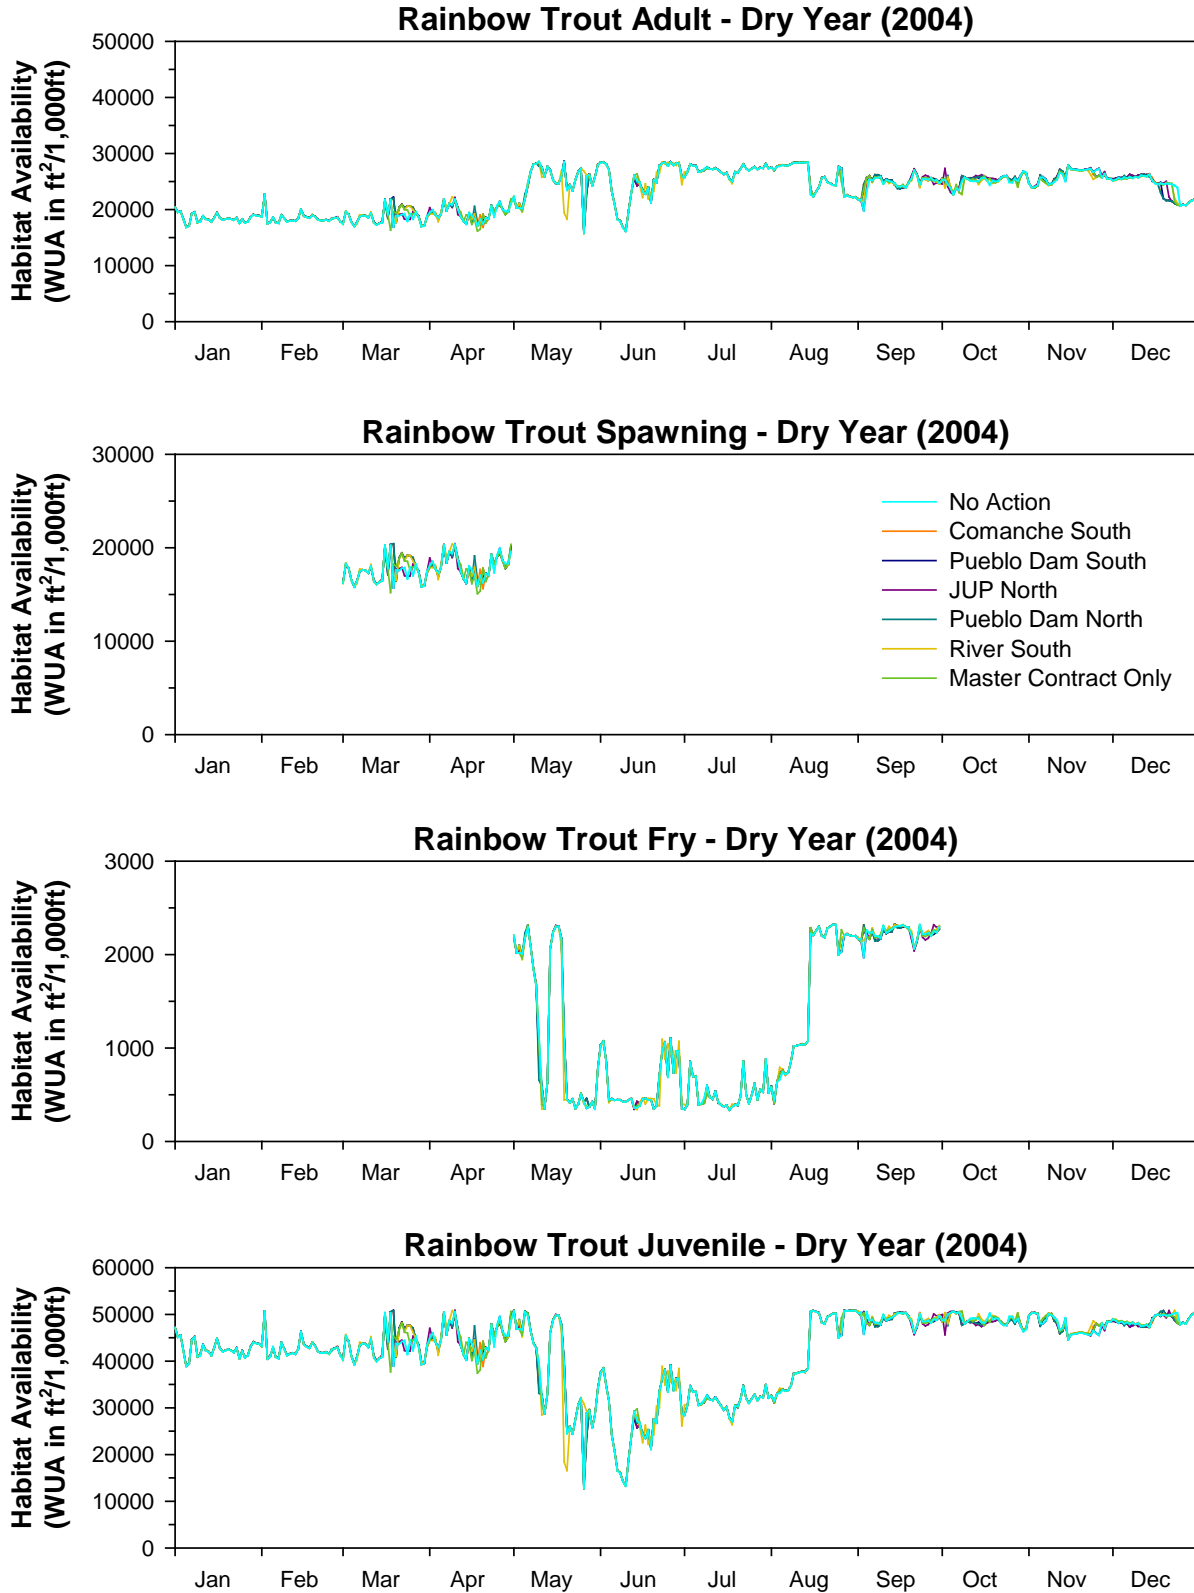 Rainbow Trout Adult - Dry Year (2004)
Habitat Availability
(WUA in ft²/1,000ft)
50000
40000
30000
20000
10000
0
Jan Feb Mar Apr May Jun Jul Aug Sep Oct Nov Dec
Rainbow Trout Spawning - Dry Year (2004)
Habitat Availability
(WUA in ft²/1,000ft)
30000
20000
10000
0
No Action
Comanche South
Pueblo Dam South
JUP North
Pueblo Dam North
River South
Master Contract Only
Jan Feb Mar Apr May Jun Jul Aug Sep Oct Nov Dec
Rainbow Trout Fry - Dry Year (2004)
Habitat Availability
(WUA in ft²/1,000ft)
3000
2000
1000
0
Jan Feb Mar Apr May Jun Jul Aug Sep Oct Nov Dec
Rainbow Trout Juvenile - Dry Year (2004)
Habitat Availability
(WUA in ft²/1,000ft)
60000
50000
40000
30000
20000
10000
0
Jan Feb Mar Apr May Jun Jul Aug Sep Oct Nov Dec